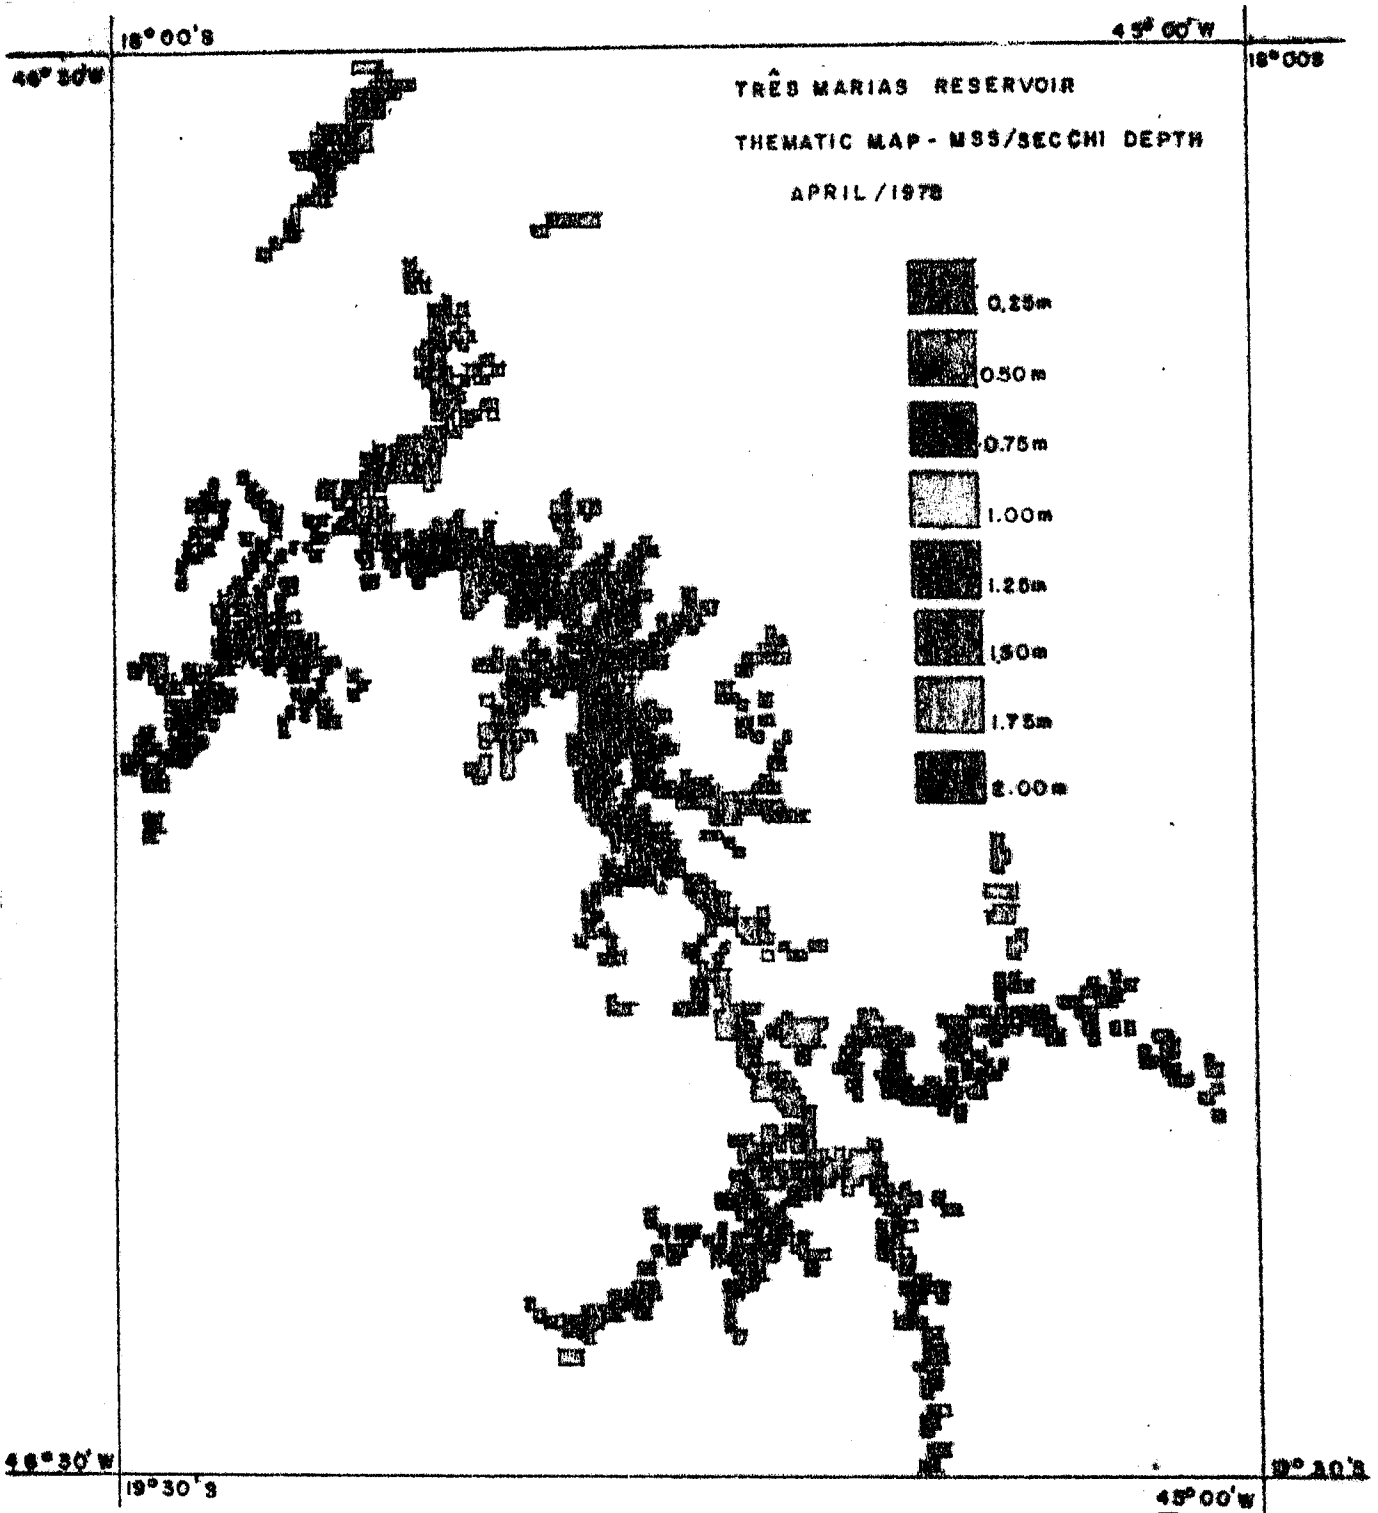 18°00'S
45°00'W
46°30'W
18°00S
TRÊS MARIAS RESERVOIR
THEMATIC MAP - MSS/SECCHI DEPTH
APRIL/1978
0,25m
0.50m
0.75m
1.00m
1.25m
1,50m
1.75m
2.00m
46°30'W
19°30'S
19°30'S
45°00'W